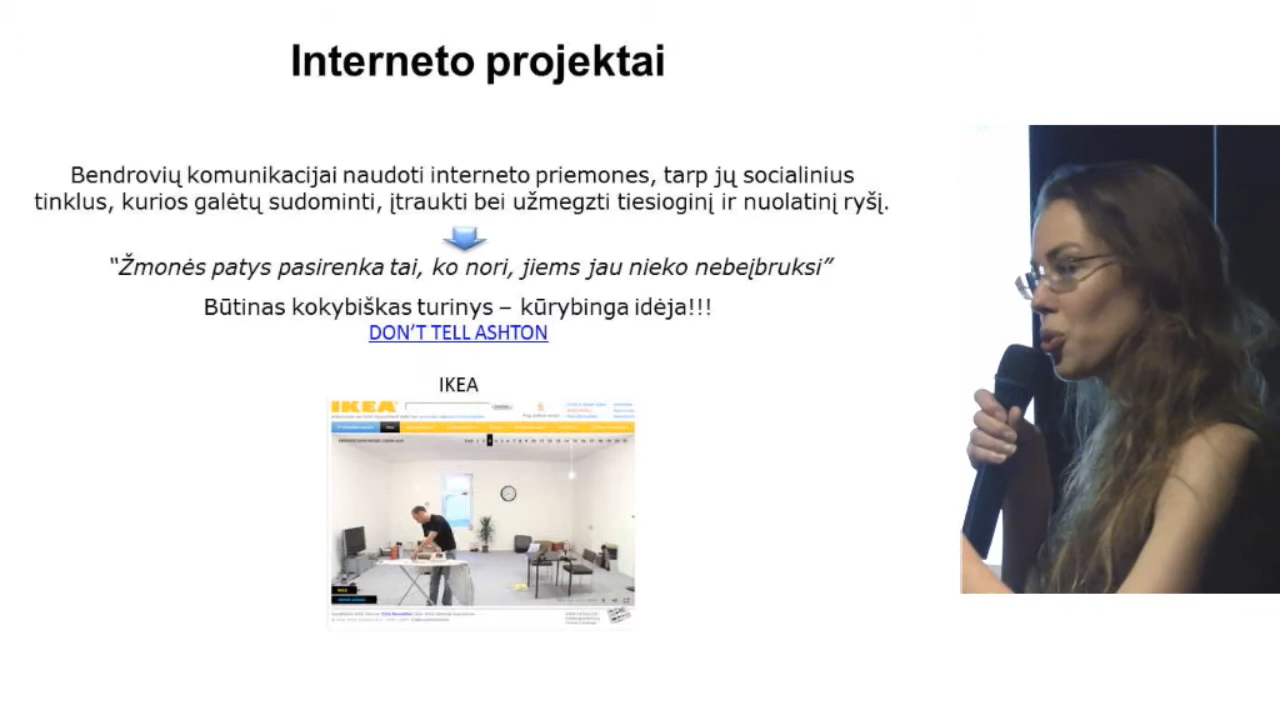 Interneto projektai
Bendrovių komunikacijai naudoti interneto priemones, tarp jų socialinius
tinklus, kurios galėtų sudominti, įtraukti bei užmegzti tiesioginį ir nuolatinį ryšį.
“Žmonės patys pasirenka tai, ko nori, jiems jau nieko nebeįbruksi”
Būtinas kokybiškas turinys – kūrybinga idėja!!!
DON’T TELL ASHTON
IKEA
IKEA